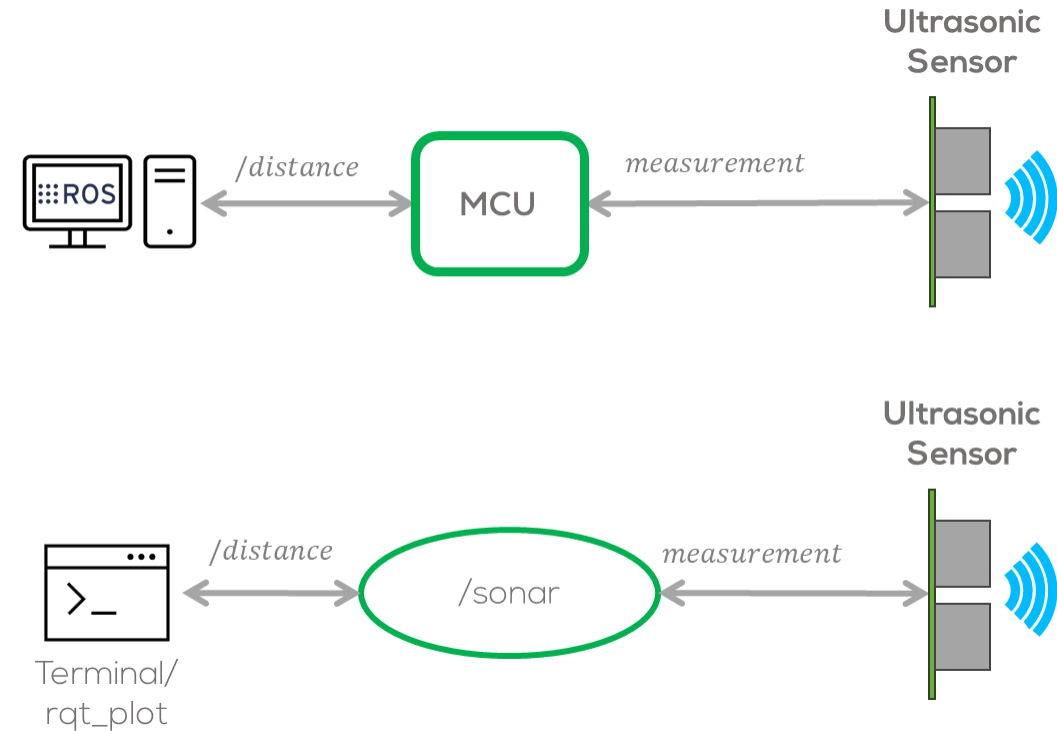 Ultrasonic
Sensor
ROS
/distance
MCU
measurement
Ultrasonic
Sensor
>_
/distance
/sonar
measurement
Terminal/
rqt_plot